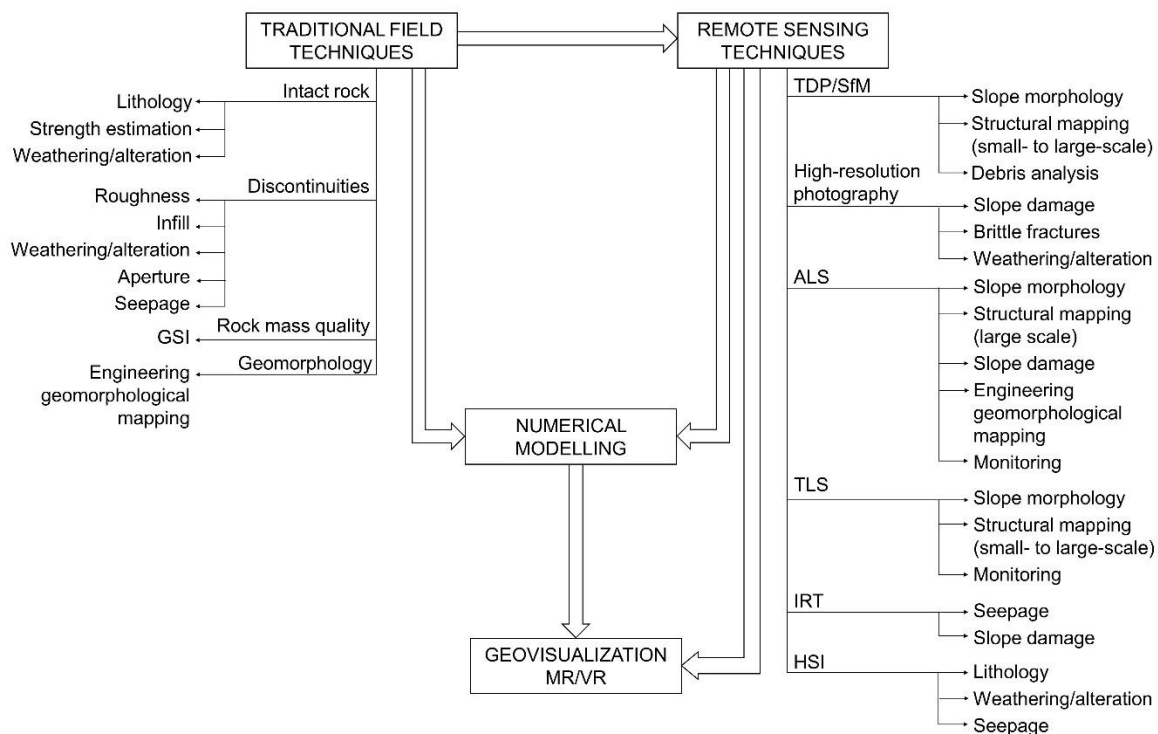 TRADITIONAL FIELD
TECHNIQUES
REMOTE SENSING
TECHNIQUES
Intact rock
Lithology
Strength estimation
Weathering/alteration
Discontinuities
Roughness
Infill
Weathering/alteration
Aperture
Seepage
Rock mass quality
GSI
Geomorphology
Engineering
geomorphological
mapping
NUMERICAL
MODELLING
GEOVISUALIZATION
MR/VR
TDP/SfM
Slope morphology
Structural mapping
(small- to large-scale)
Debris analysis
High-resolution
photography
Slope damage
Brittle fractures
Weathering/alteration
ALS
Slope morphology
Structural mapping
(large scale)
Slope damage
Engineering
geomorphological
mapping
Monitoring
TLS
Slope morphology
Structural mapping
(small- to large-scale)
Monitoring
IRT
Seepage
Slope damage
HSI
Lithology
Weathering/alteration
Seepage